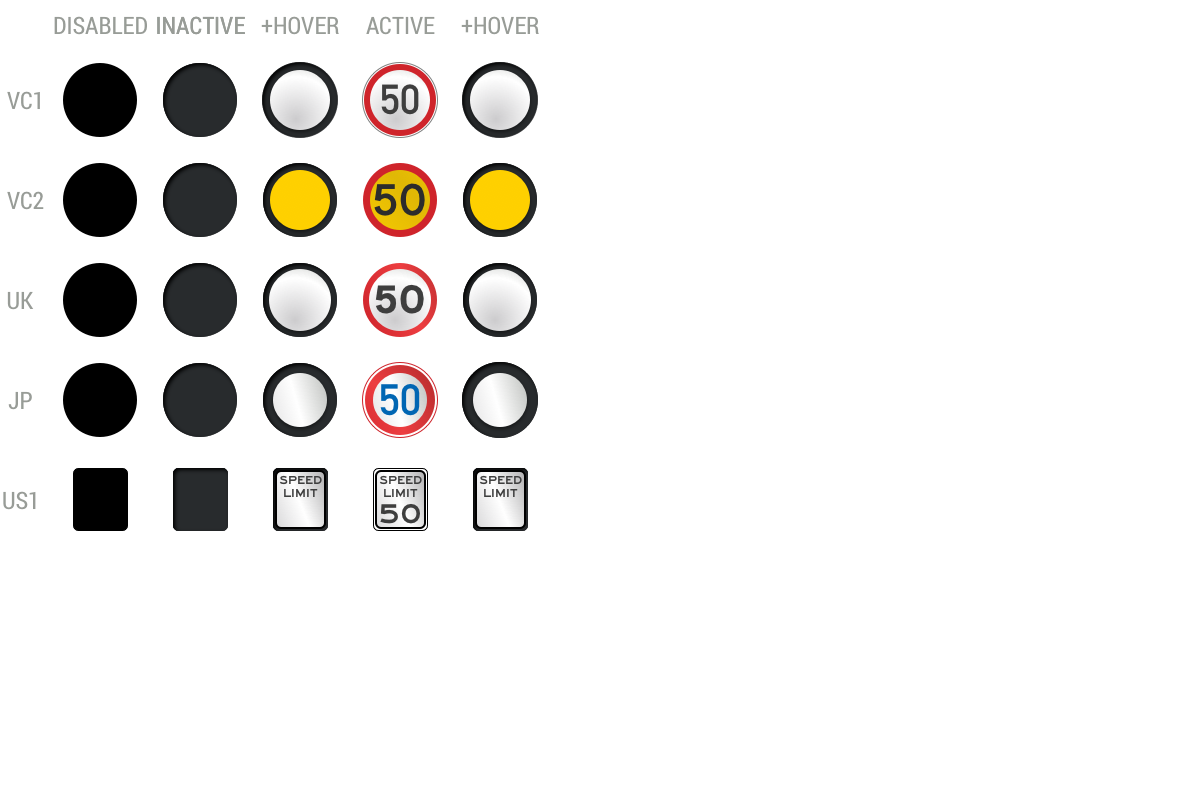 DISABLED INACTIVE +HOVER ACTIVE +HOVER
VC1 50
VC2 50
UK 50
JP 50
US1 SPEED LIMIT SPEED LIMIT 50 SPEED LIMIT